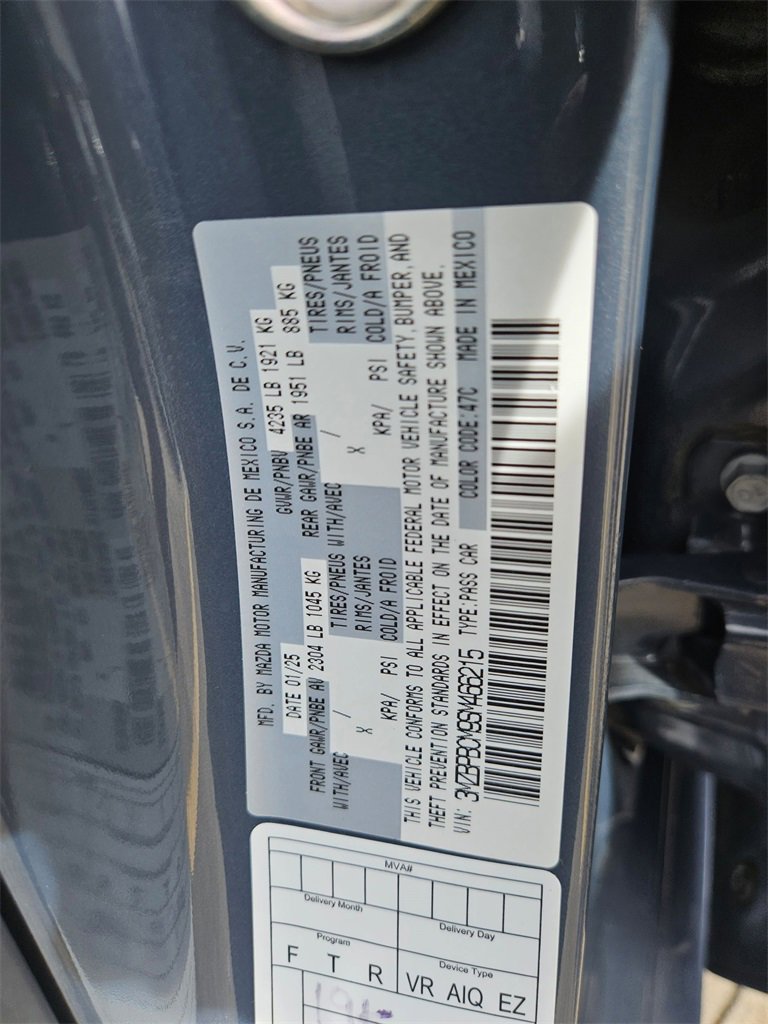 MFD. BY MAZDA MOTOR MANUFACTURING DE MEXICO S.A. DE C.V.
DATE 01/25 GVWR/PNBV 4235 LB 1921 KG
FRONT GAWR/PNBE AV 2304 LB 1045 KG REAR GAWR/PNBE AR 1951 LB 885 KG
WITH/AVEC / TIRES/PNEUS WITH/AVEC / TIRES/PNEUS
X RIMS/JANTES X RIMS/JANTES
KPA/ PSI COLD/A FROID KPA/ PSI COLD/A FROID
THIS VEHICLE CONFORMS TO ALL APPLICABLE FEDERAL MOTOR VEHICLE SAFETY, BUMPER, AND
THEFT PREVENTION STANDARDS IN EFFECT ON THE DATE OF MANUFACTURE SHOWN ABOVE.
VIN: 3MZBPBCM9SM466215 TYPE:PASS CAR COLOR CODE:47C MADE IN MEXICO
MVA#
Delivery Month Delivery Day
Program Device Type
F T R VR AIQ EZ